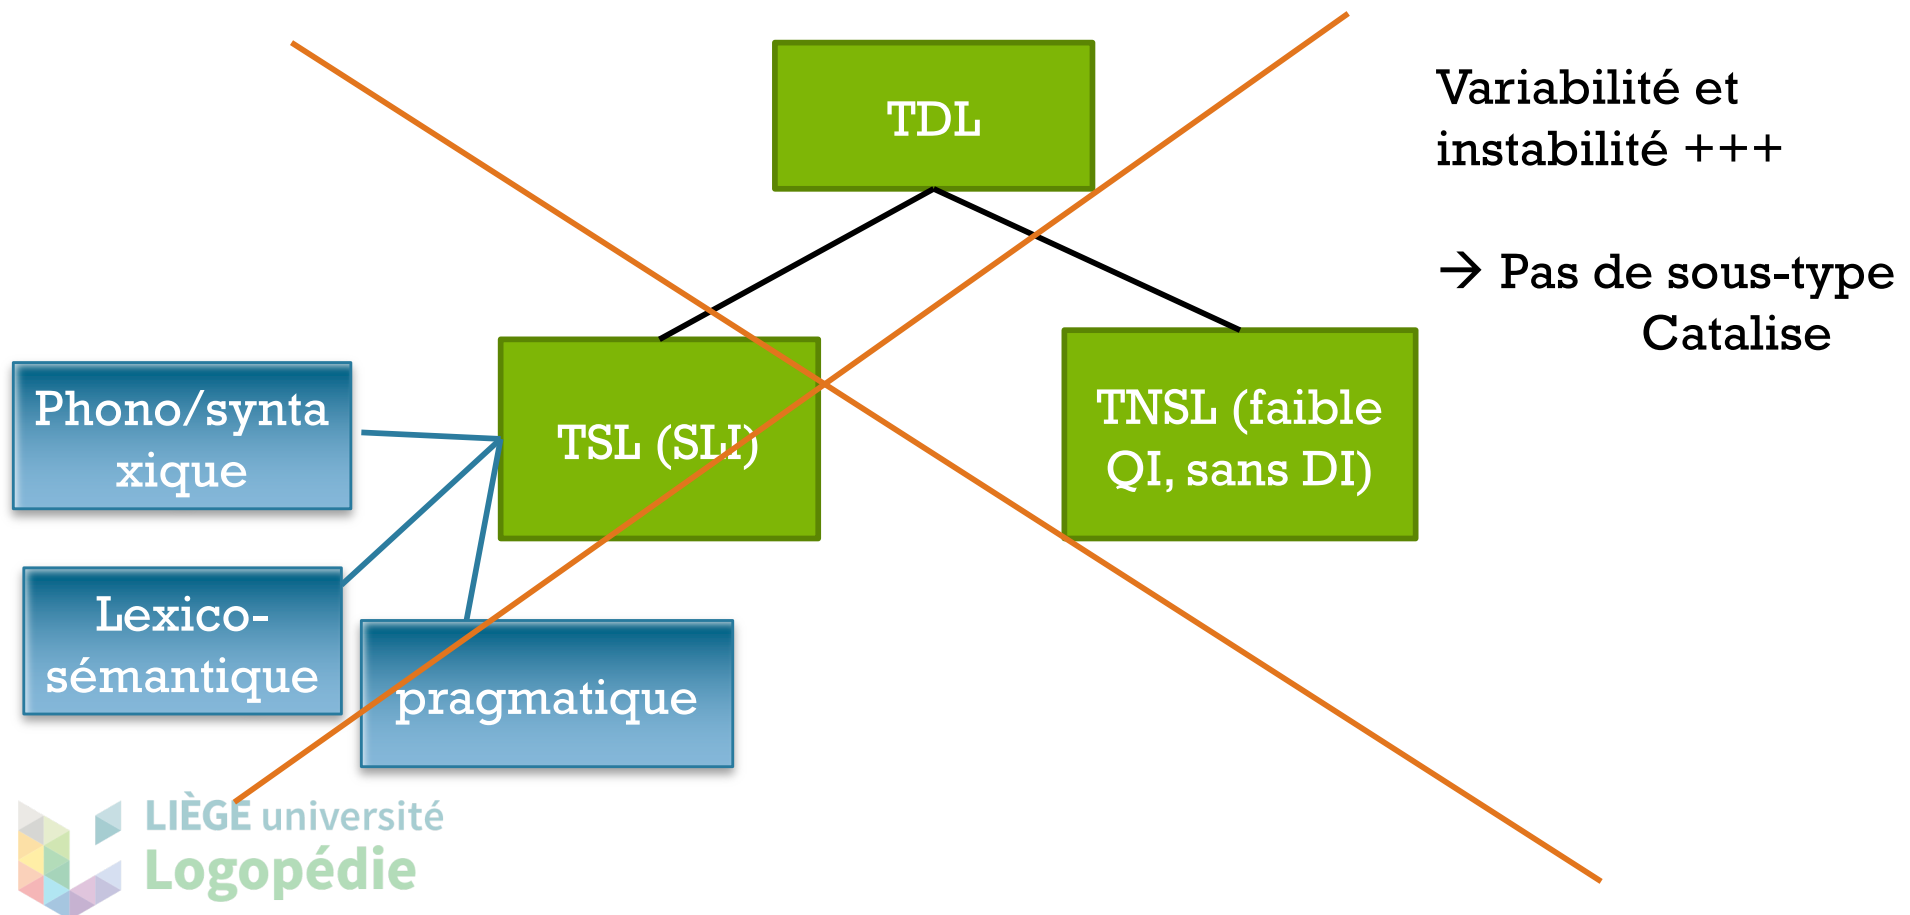 TDL
Variabilité et
instabilité +++
→ Pas de sous-type
Catalise
TSL (SLI)
TNSL (faible
QI, sans DI)
Phono/synta
xique
Lexico-
sémantique
pragmatique
LIÈGE université
Logopédie